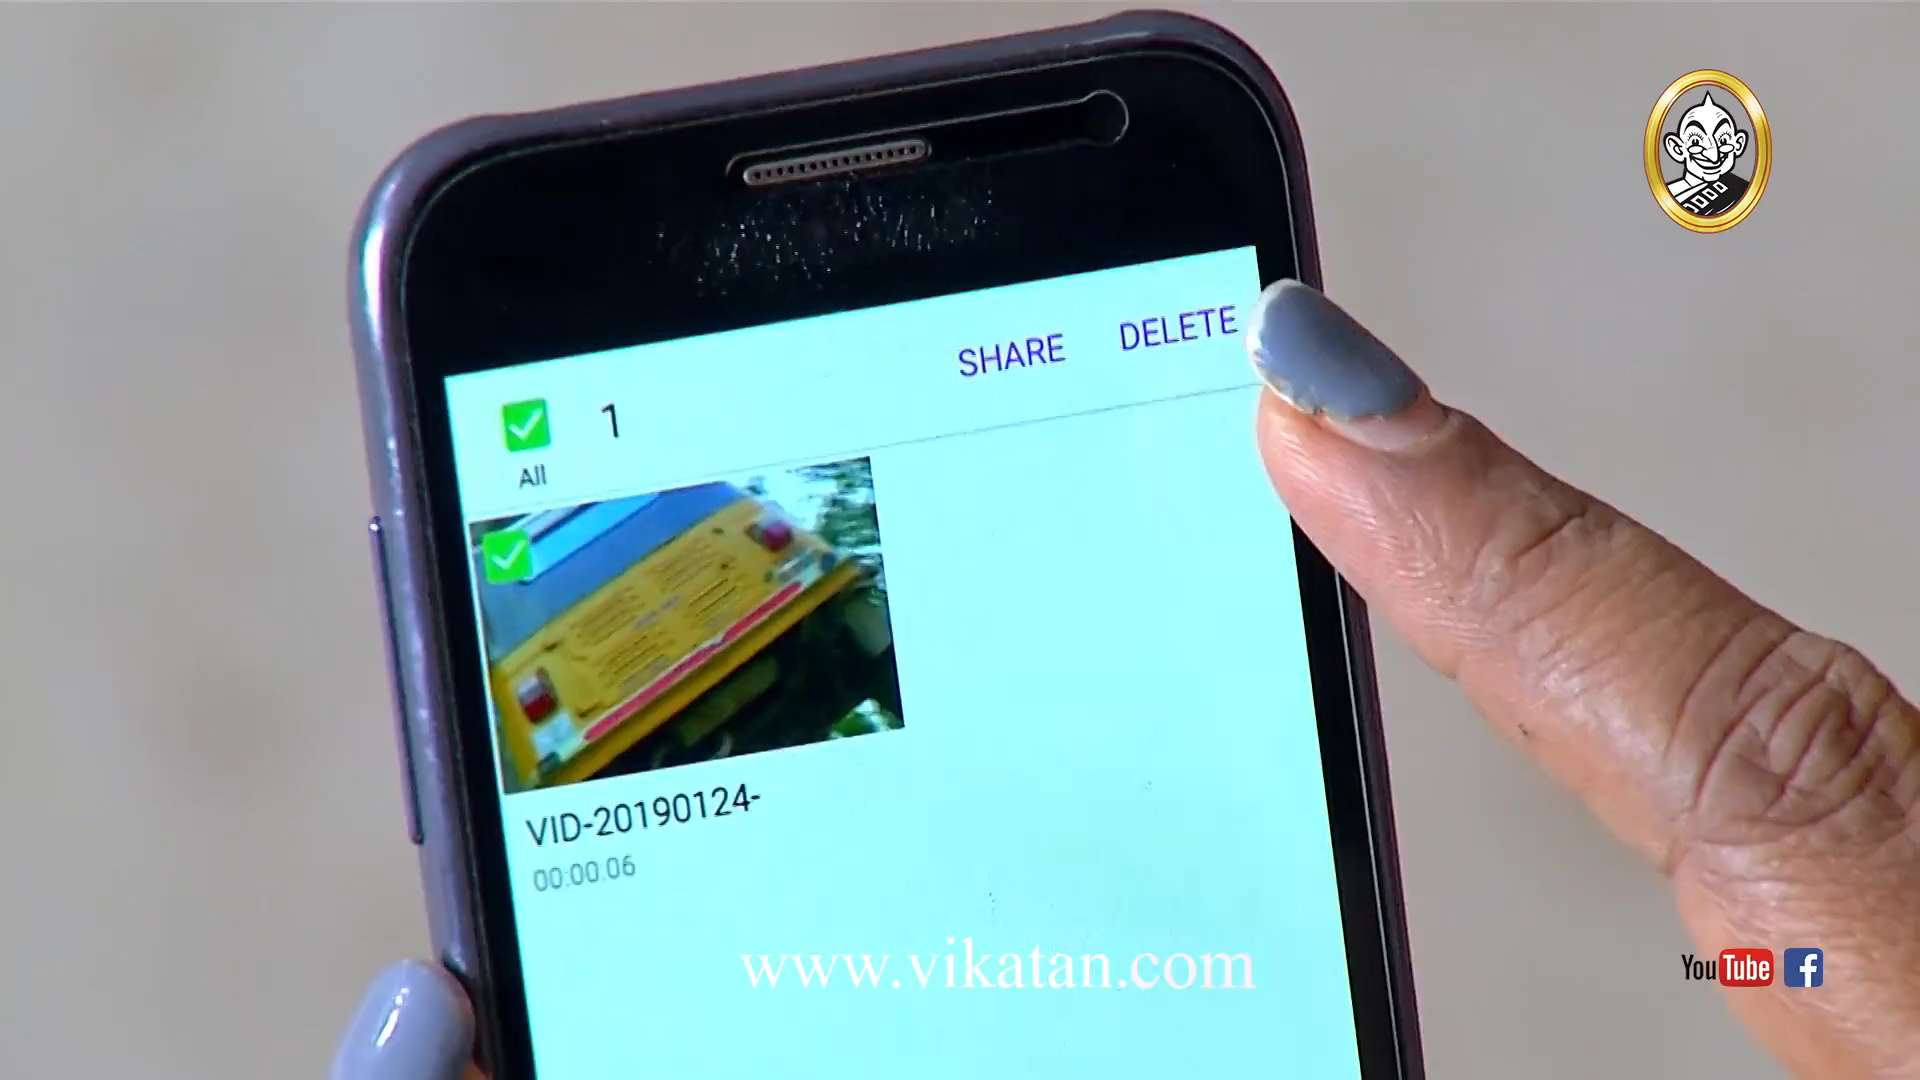 SHARE DELETE
1
All
VID-20190124-
00:00.06
www.vikatan.com
YouTube f